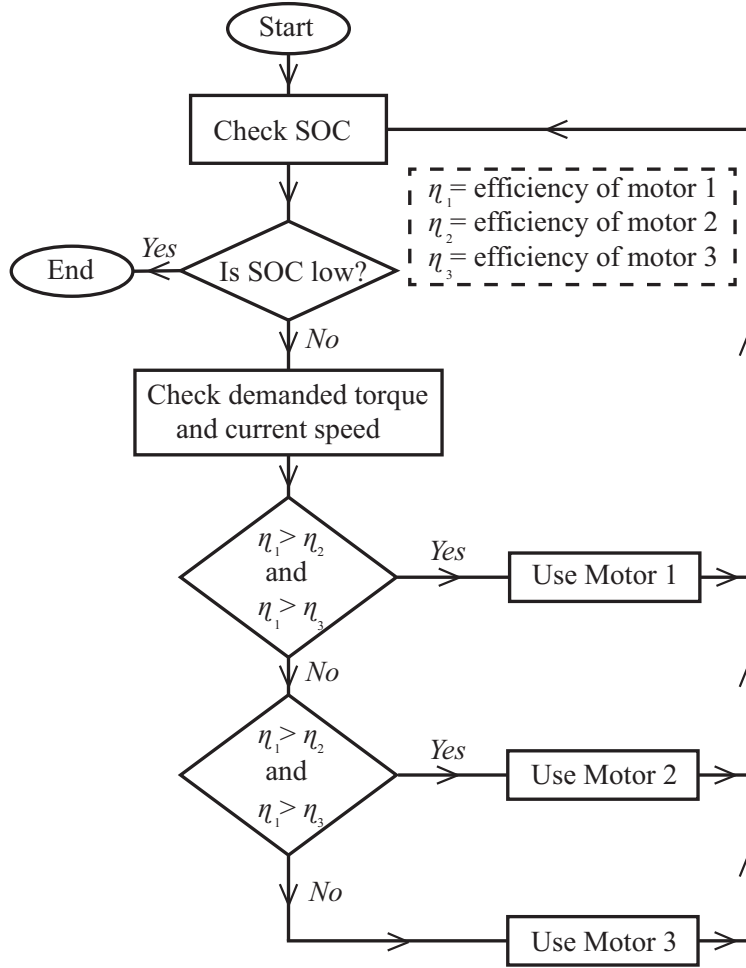 Start
Check SOC
η₁= efficiency of motor 1
η₂= efficiency of motor 2
η₃= efficiency of motor 3
Yes
End
Is SOC low?
No
Check demanded torque
and current speed
η₁> η₂
and
η₁> η₃
Yes
Use Motor 1
No
η₁> η₂
and
η₁> η₃
Yes
Use Motor 2
No
Use Motor 3